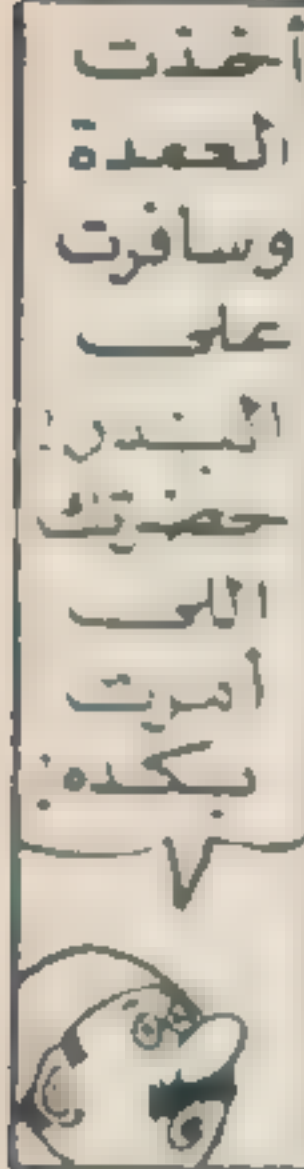 أخذت
العمدة
وسافرت
على
البندر!
حضرتك
اللى
أمرت
بكده!